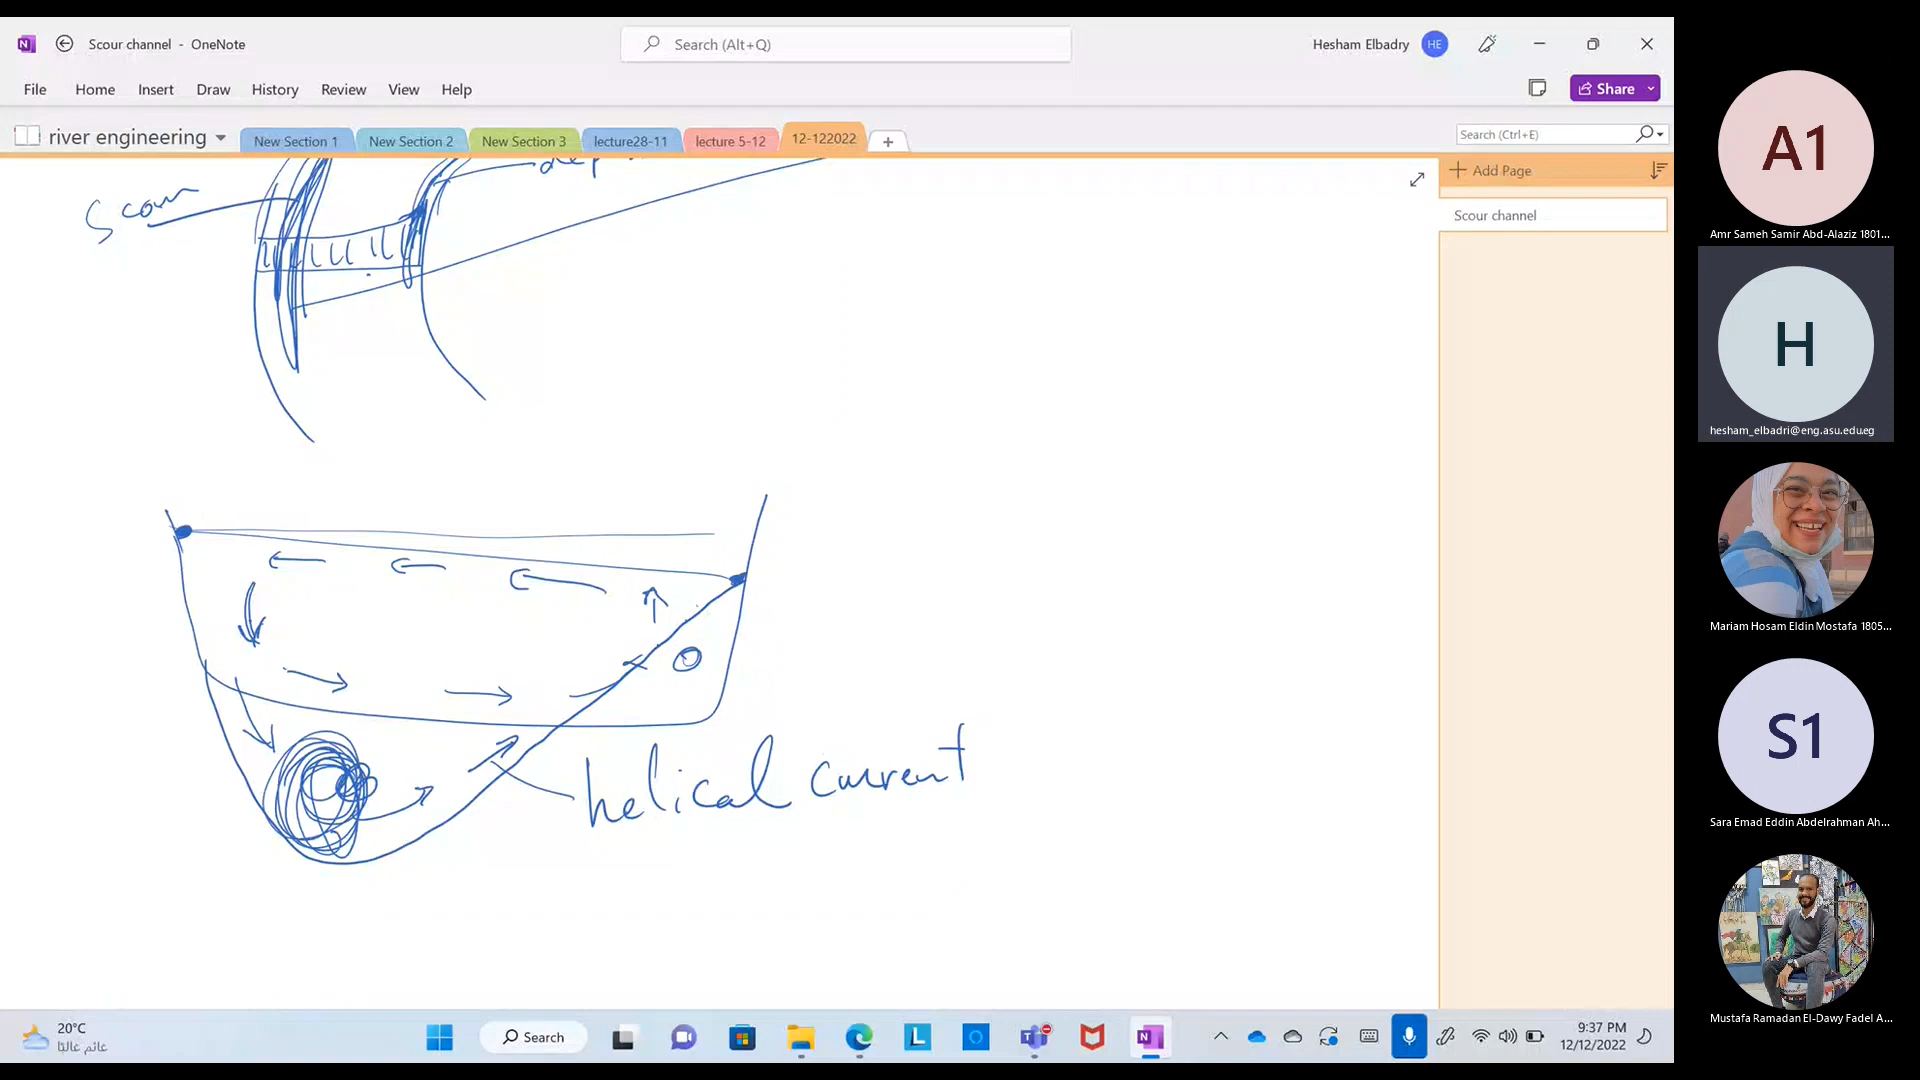 Scour channel - OneNote
Search (Alt+Q)
Hesham Elbadry
HE
File
Home
Insert
Draw
History
Review
View
Help
Share
river engineering
New Section 1
New Section 2
New Section 3
lecture28-11
lecture 5-12
12-122022
Search (Ctrl+E)
Add Page
Scour channel
Scour
dep
helical current
A1
Amr Sameh Samir Abd-Alaziz 1801...
H
hesham_elbadri@eng.asu.edu.eg
Mariam Hosam Eldin Mostafa 1805...
S1
Sara Emad Eddin Abdelrahman Ah...
Mustafa Ramadan El-Dawy Fadel A...
20°C
غائم غالبًا
Search
9:37 PM
12/12/2022